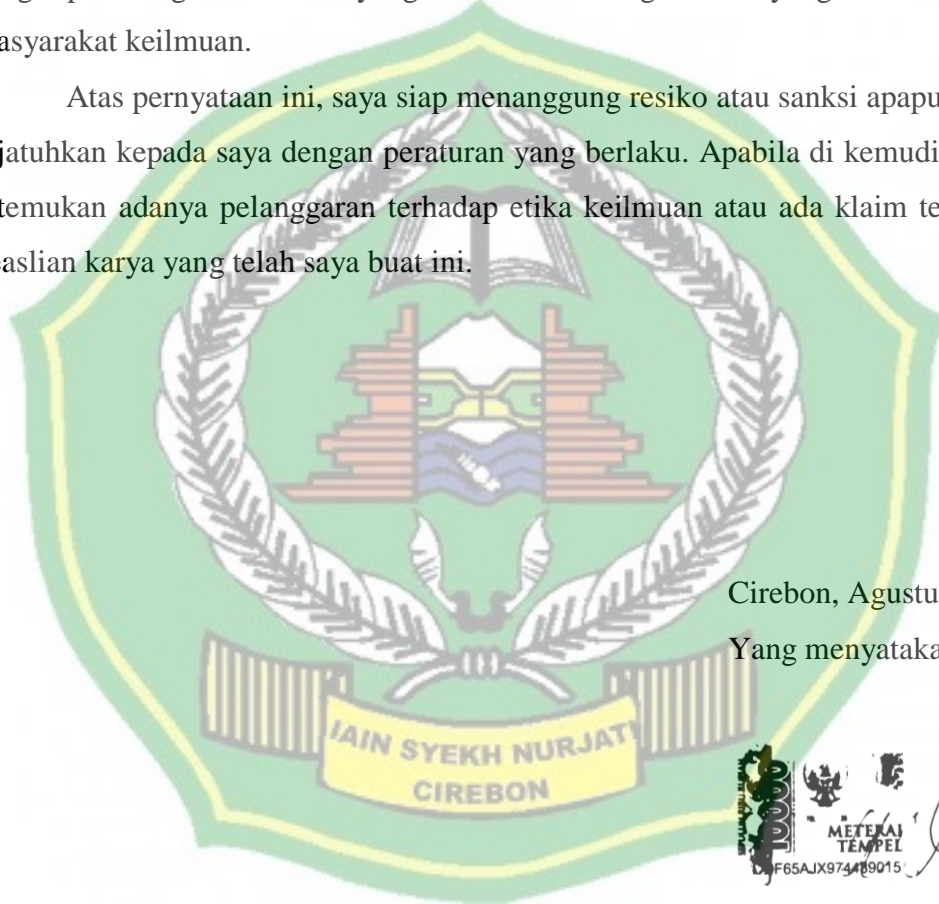 asyarakat keilmuan.
Atas pernyataan ini, saya siap menanggung resiko atau sanksi apapu
jatuhkan kepada saya dengan peraturan yang berlaku. Apabila di kemudi
temukan adanya pelanggaran terhadap etika keilmuan atau ada klaim te
aslian karya yang telah saya buat ini.
Cirebon, Agustu
Yang menyataka
IAIN SYEKH NURJATI
CIREBON
METERAI
TEMPEL